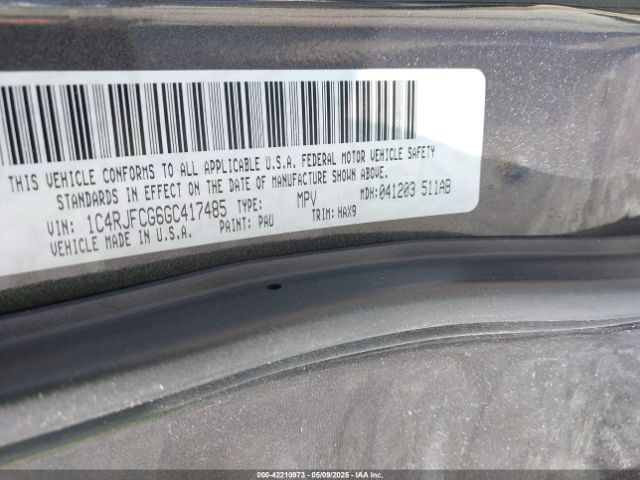 THIS VEHICLE CONFORMS TO ALL APPLICABLE U.S.A. FEDERAL MOTOR VEHICLE SAFETY
STANDARDS IN EFFECT ON THE DATE OF MANUFACTURE SHOWN ABOVE.
VIN: 1C4RJFCG6GC417485 TYPE: MPV MDH: 041203 511AB
VEHICLE MADE IN U.S.A. PAINT: PAU TRIM: HAX9
000-42210973 - 05/09/2025 - IAAI.COM